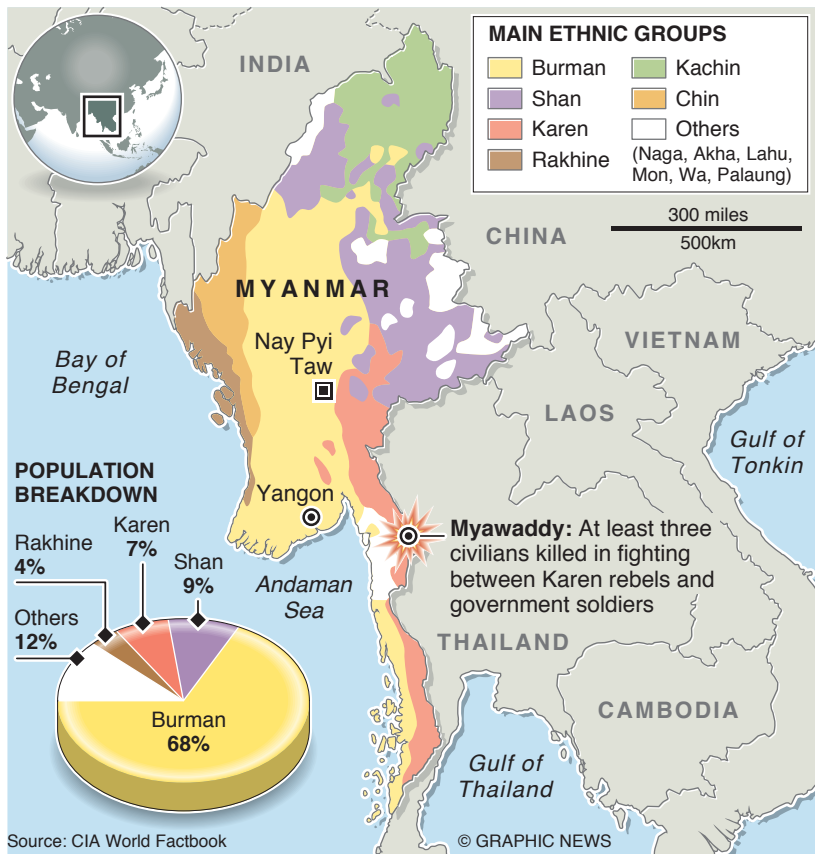 MAIN ETHNIC GROUPS
Burman
Kachin
Shan
Chin
Karen
Others
Rakhine
(Naga, Akha, Lahu,
Mon, Wa, Palaung)
300 miles
500km
INDIA
CHINA
MYANMAR
VIETNAM
Nay Pyi
Taw
Bay of
Bengal
LAOS
Gulf of
Tonkin
POPULATION
BREAKDOWN
Yangon
Karen
7%
Rakhine
4%
Shan
9%
Others
12%
Burman
68%
Andaman
Sea
Myawaddy: At least three
civilians killed in fighting
between Karen rebels and
government soldiers
THAILAND
CAMBODIA
Gulf of
Thailand
Source: CIA World Factbook
© GRAPHIC NEWS